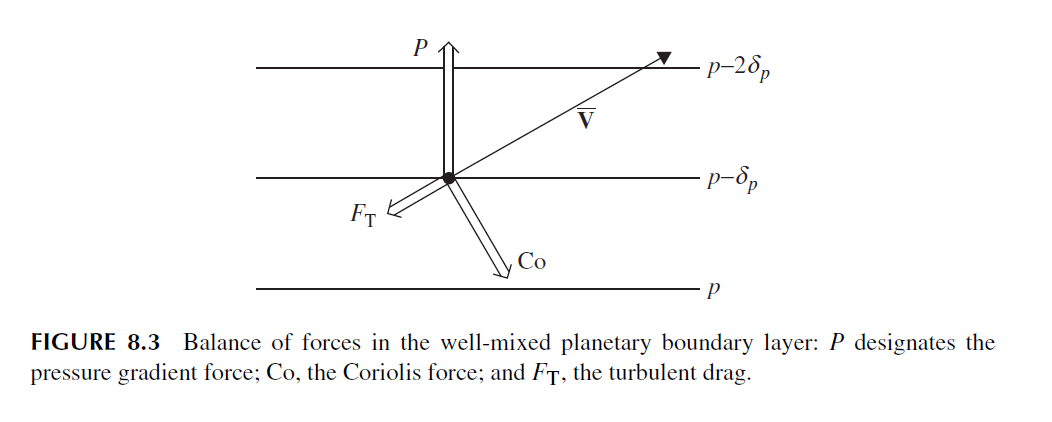 P
p–2δp
V̅
p–δp
FT
Co
p
FIGURE 8.3 Balance of forces in the well-mixed planetary boundary layer: P designates the
pressure gradient force; Co, the Coriolis force; and FT, the turbulent drag.